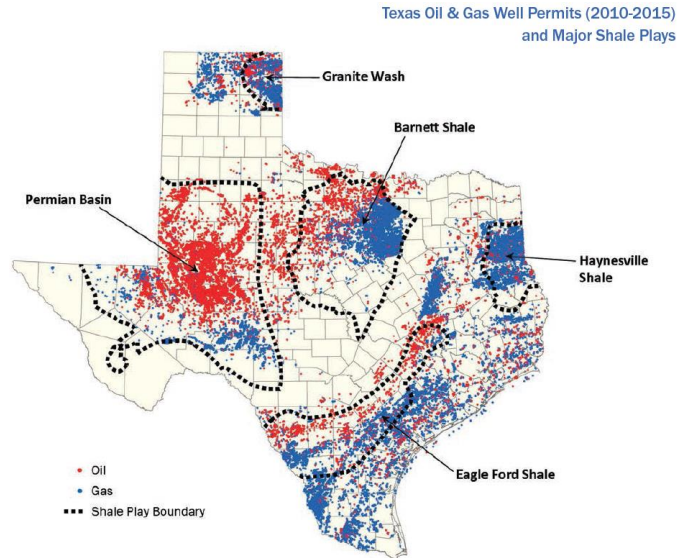 Texas Oil & Gas Well Permits (2010-2015)
and Major Shale Plays
Granite Wash
Barnett Shale
Permian Basin
Haynesville
Shale
Eagle Ford Shale
Oil
Gas
Shale Play Boundary